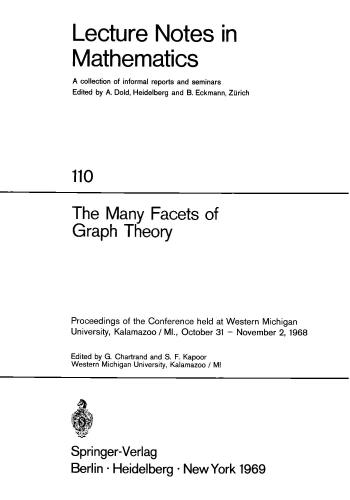 Lecture Notes in
Mathematics
A collection of informal reports and seminars
Edited by A. Dold, Heidelberg and B. Eckmann, Zürich
110
The Many Facets of
Graph Theory
Proceedings of the Conference held at Western Michigan
University, Kalamazoo / MI., October 31 – November 2, 1968
Edited by G. Chartrand and S. F. Kapoor
Western Michigan University, Kalamazoo / MI
Springer-Verlag
Berlin · Heidelberg · New York 1969